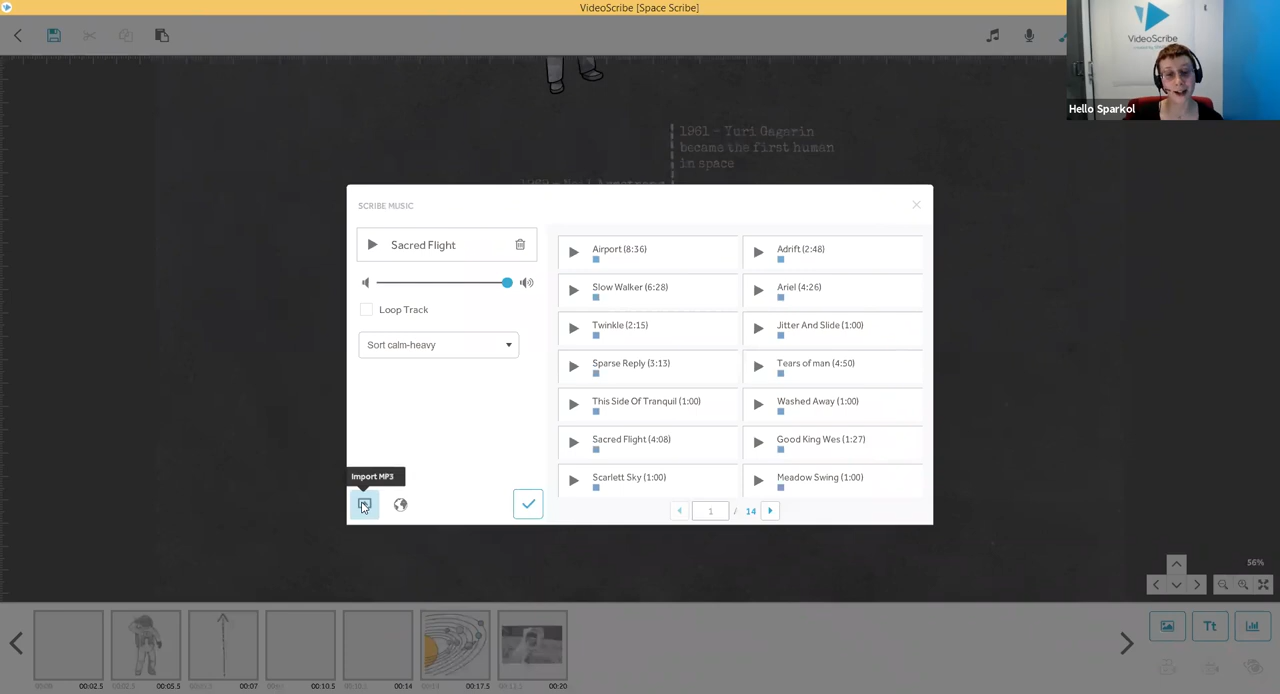 VideoScribe [Space Scribe]
VideoScribe
Hello Sparkol
1961 - Yuri Gagarin
became the first human
in space
SCRIBE MUSIC
Sacred Flight
Loop Track
Sort calm-heavy
Airport (8:36)
Adrift (2:48)
Slow Walker (6:28)
Ariel (4:26)
Twinkle (2:15)
Jitter And Slide (1:00)
Sparse Reply (3:13)
Tears of man (4:50)
This Side Of Tranquil (1:00)
Washed Away (1:00)
Sacred Flight (4:08)
Good King Wes (1:27)
Scarlett Sky (1:00)
Meadow Swing (1:00)
Import MP3
1 / 14
56%
Tt
00:02.5
00:05.5
00:07
00:10.5
00:14
00:17.5
00:20